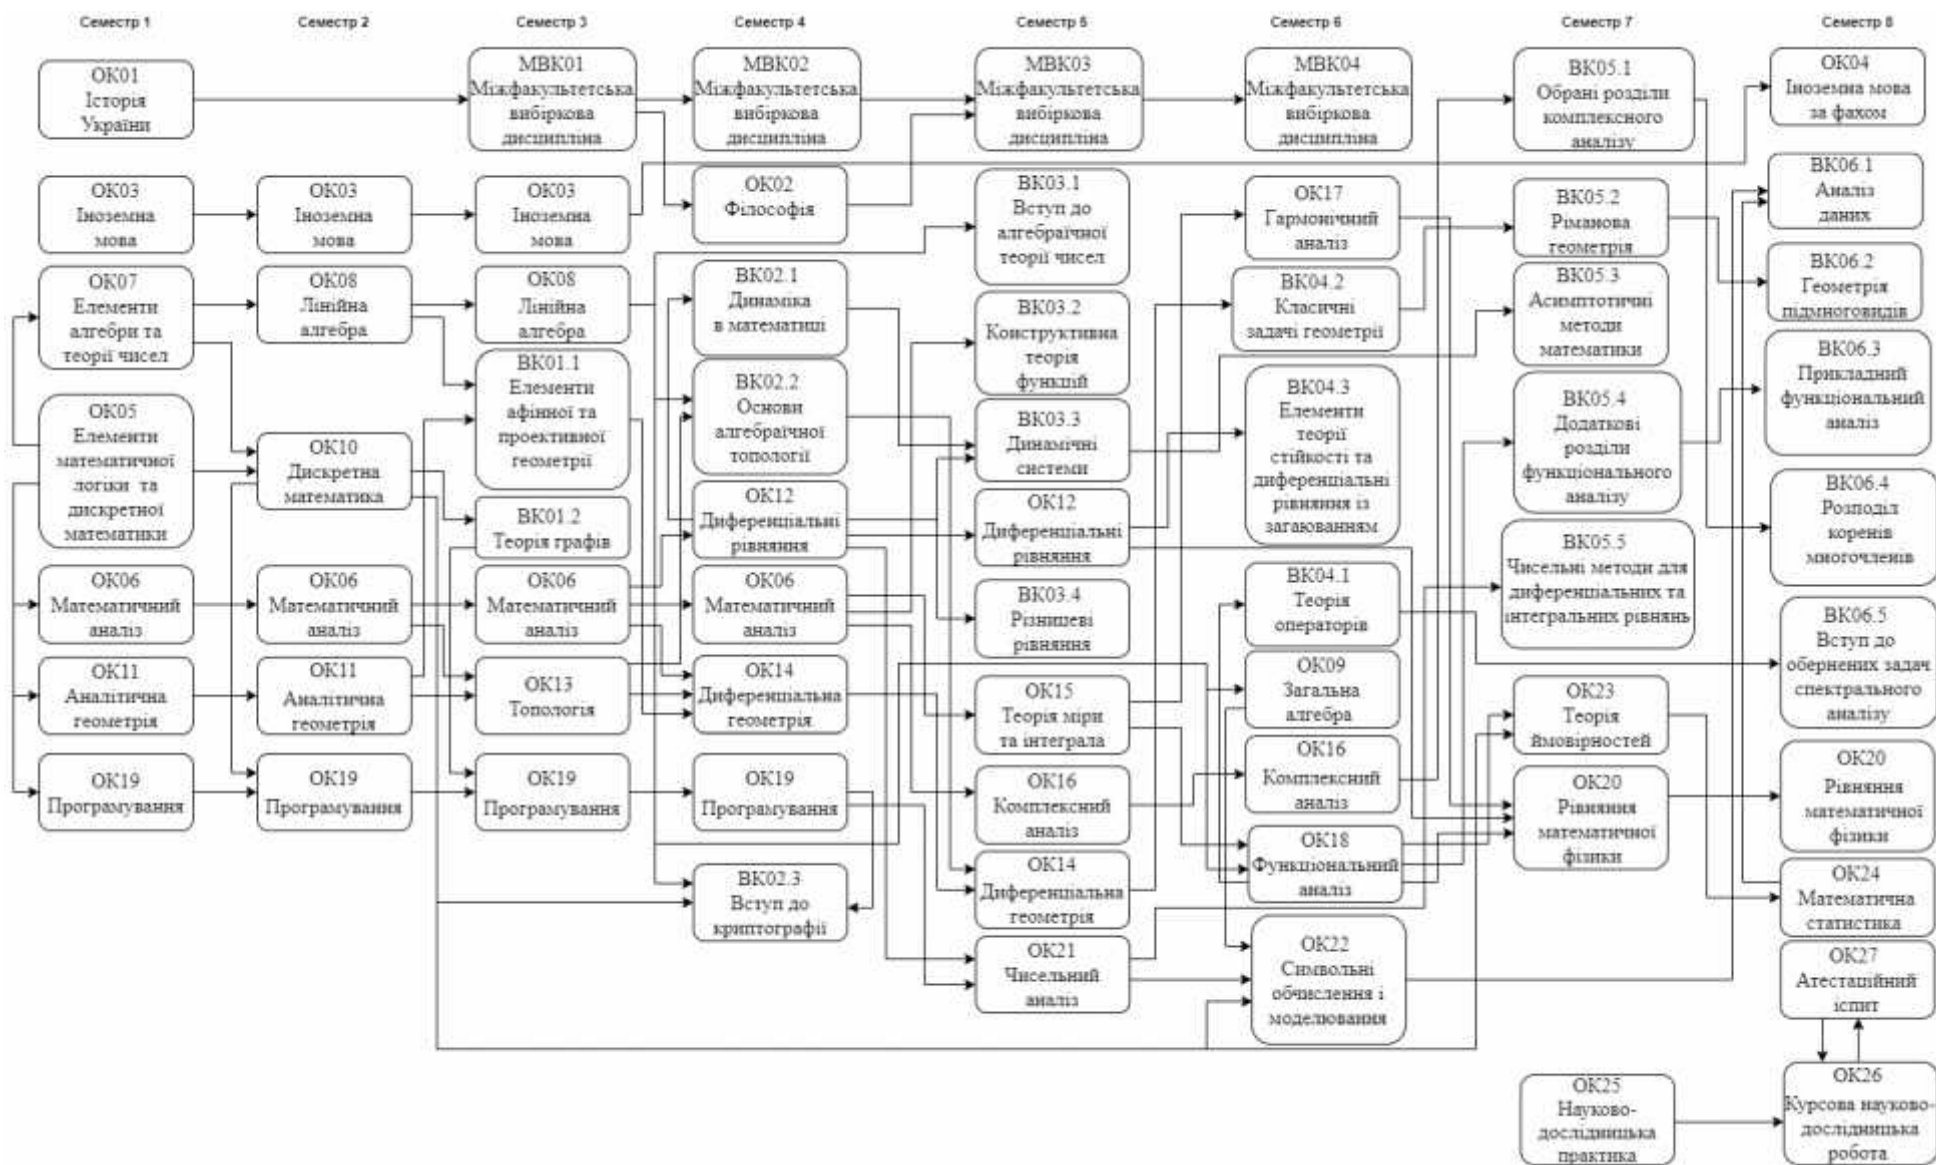 Семестр 1
Семестр 2
Семестр 3
Семестр 4
Семестр 5
Семестр 6
Семестр 7
Семестр 8
ОК01
Історія
України
ОК03
Іноземна
мова
ОК07
Елементи
алгебри та
теорії чисел
ОК05
Елементи
математичної
логіки та
дискретної
математики
ОК06
Математичний
аналіз
ОК11
Аналітична
геометрія
ОК19
Програмування
ОК03
Іноземна
мова
ОК08
Лінійна
алгебра
ОК10
Дискретна
математика
ОК06
Математичний
аналіз
ОК11
Аналітична
геометрія
ОК19
Програмування
МВК01
Міжфакультетська
вибіркова
дисципліна
ОК03
Іноземна
мова
ОК08
Лінійна
алгебра
ВК01.1
Елементи
афінної та
проективної
геометрії
ВК01.2
Теорія графів
ОК06
Математичний
аналіз
ОК13
Топологія
ОК19
Програмування
МВК02
Міжфакультетська
вибіркова
дисципліна
ОК02
Філософія
ВК02.1
Динаміка
в математиці
ВК02.2
Основи
алгебраїчної
топології
ОК12
Диференціальні
рівняння
ОК06
Математичний
аналіз
ОК14
Диференціальна
геометрія
ОК19
Програмування
ВК02.3
Вступ до
криптографії
МВК03
Міжфакультетська
вибіркова
дисципліна
ВК03.1
Вступ до
алгебраїчної
теорії чисел
ВК03.2
Конструктивна
теорія
функцій
ВК03.3
Динамічні
системи
ОК12
Диференціальні
рівняння
ВК03.4
Різницеві
рівняння
ОК15
Теорія міри
та інтеграла
ОК16
Комплексний
аналіз
ОК14
Диференціальна
геометрія
ОК21
Чисельний
аналіз
МВК04
Міжфакультетська
вибіркова
дисципліна
ОК17
Гармонічний
аналіз
ВК04.2
Класичні
задачі геометрії
ВК04.3
Елементи
теорії
стійкості та
диференціальні
рівняння із
загаюванням
ВК04.1
Теорія
операторів
ОК09
Загальна
алгебра
ОК16
Комплексний
аналіз
ОК18
Функціональний
аналіз
ОК22
Символьні
обчислення і
моделювання
ВК05.1
Обрані розділи
комплексного
аналізу
ВК05.2
Ріманова
геометрія
ВК05.3
Асимптотичні
методи
математики
ВК05.4
Додаткові
розділи
функціонального
аналізу
ВК05.5
Чисельні методи для
диференціальних та
інтегральних рівнянь
ОК23
Теорія
ймовірностей
ОК20
Рівняння
математичної
фізики
ОК25
Науково-
дослідницька
практика
ОК04
Іноземна мова
за фахом
ВК06.1
Аналіз
даних
ВК06.2
Геометрія
підмноговидів
ВК06.3
Прикладний
функціональний
аналіз
ВК06.4
Розподіл
коренів
многочленів
ВК06.5
Вступ до
обернених задач
спектрального
аналізу
ОК20
Рівняння
математичної
фізики
ОК24
Математична
статистика
ОК27
Атестаційний
іспит
ОК26
Курсова науково-
дослідницька
робота